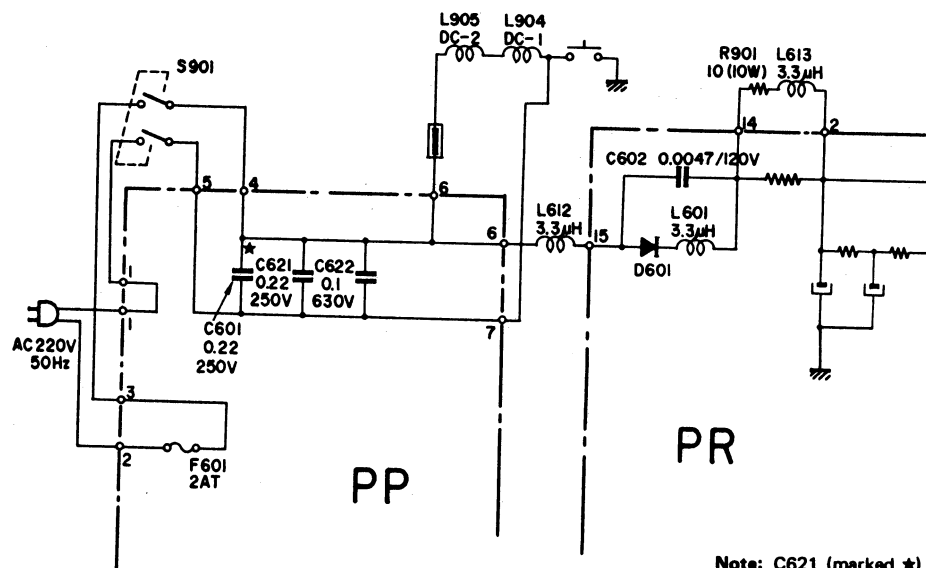 L905
DC-2
L904
DC-1
S901
R901
10 (10W)
L613
3.3μH
14
2
C602 0.0047/120V
5
4
6
L612
3.3μH
L601
3.3μH
6
15
D601
★
C621
0.22
250V
C622
0.1
630V
1
1
C601
0.22
250V
7
AC 220V
50Hz
3
2
F601
2AT
PP
PR
Note: C621 (marked ★)